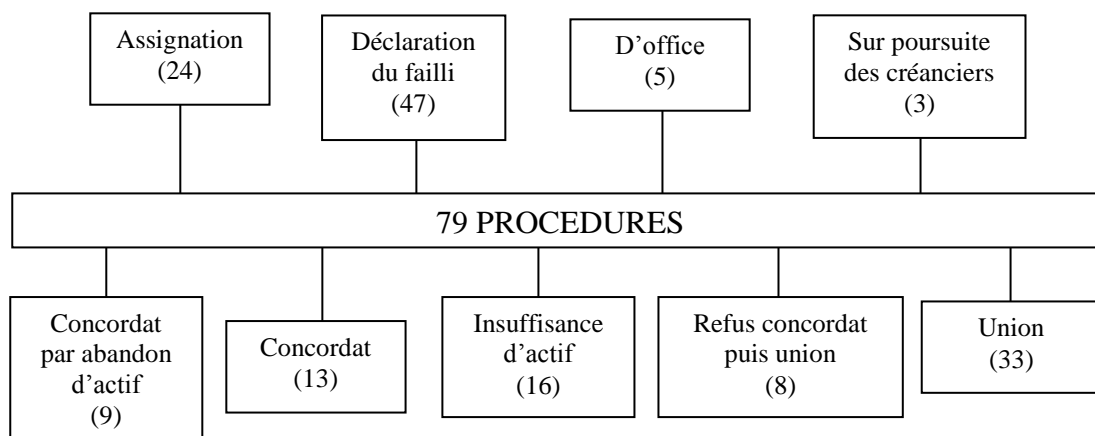 Assignation
(24)
Déclaration
du failli
(47)
D’office
(5)
Sur poursuite
des créanciers
(3)
79 PROCEDURES
Concordat
par abandon
d’actif
(9)
Concordat
(13)
Insuffisance
d’actif
(16)
Refus concordat
puis union
(8)
Union
(33)